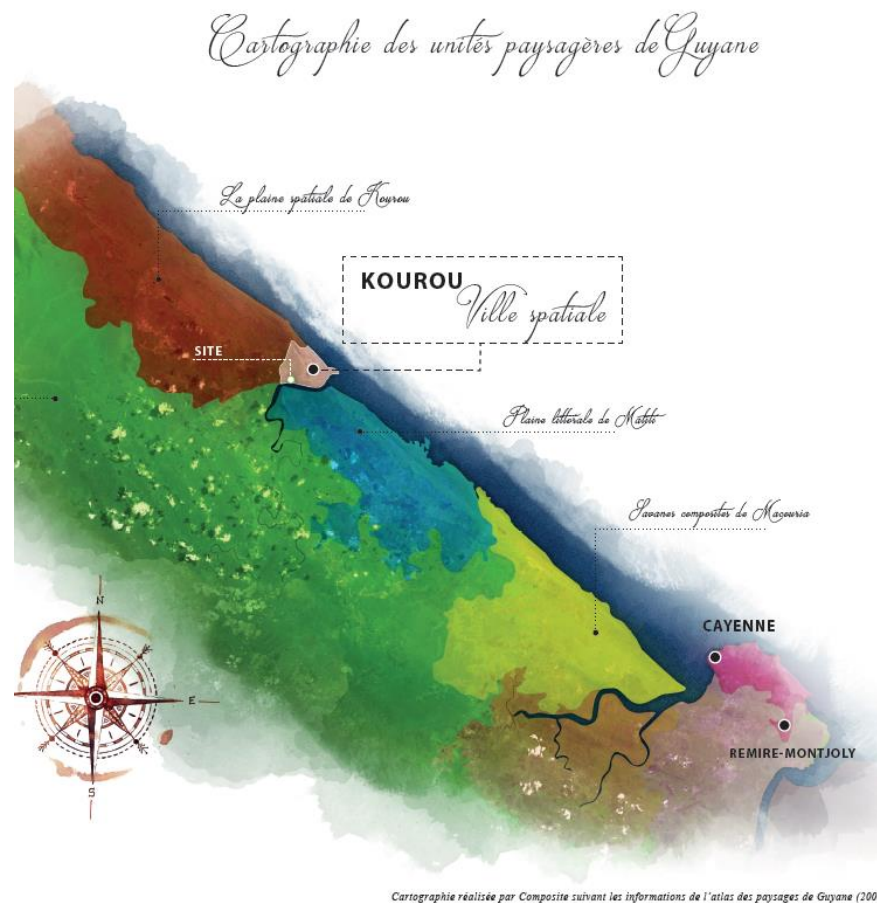 Cartographie des unités paysagères de Guyane
La plaine spatiale de Kourou
KOUROU
Ville spatiale
SITE
Plaine littorale de Matiti
Savanes composites de Macouria
CAYENNE
REMIRE-MONTJOLY
N
E
S
Cartographie réalisée par Composite suivant les informations de l'atlas des paysages de Guyane (200